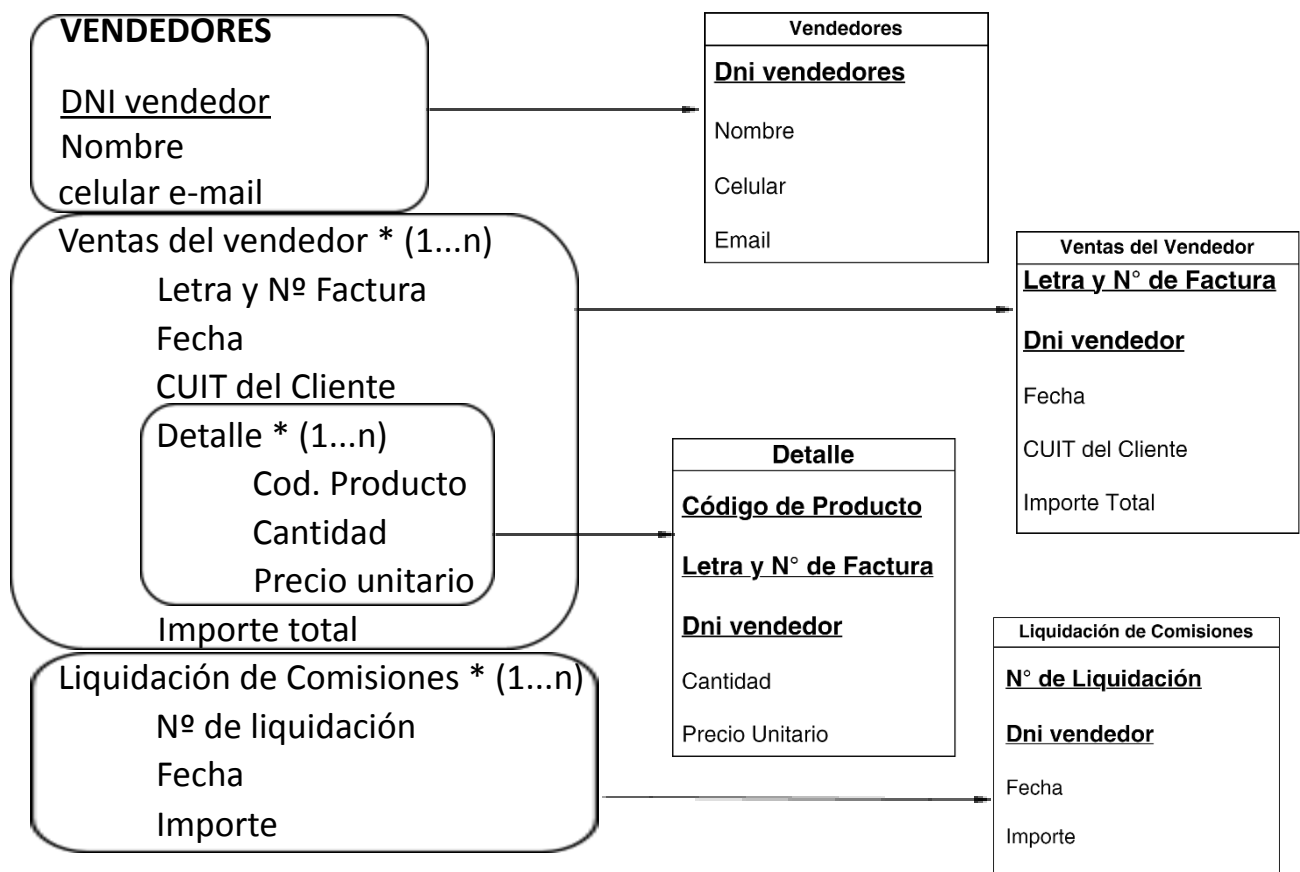 VENDEDORES
DNI vendedor
Nombre
celular e-mail
Ventas del vendedor * (1...n)
Letra y Nº Factura
Fecha
CUIT del Cliente
Detalle * (1...n)
Cod. Producto
Cantidad
Precio unitario
Importe total
Liquidación de Comisiones * (1...n)
Nº de liquidación
Fecha
Importe
Vendedores
Dni vendedores
Nombre
Celular
Email
Ventas del Vendedor
Letra y N° de Factura
Dni vendedor
Fecha
CUIT del Cliente
Importe Total
Detalle
Código de Producto
Letra y N° de Factura
Dni vendedor
Cantidad
Precio Unitario
Liquidación de Comisiones
N° de Liquidación
Dni vendedor
Fecha
Importe